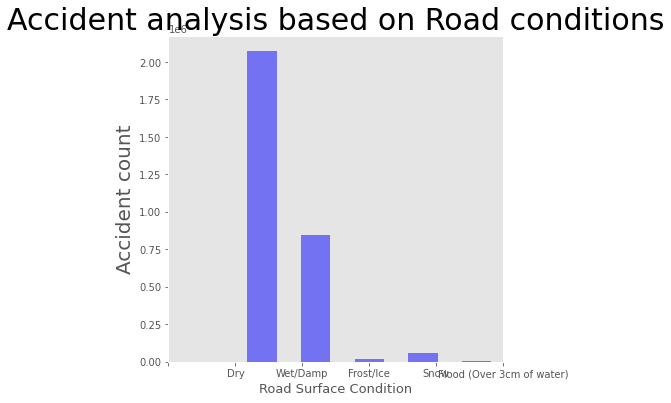 Accident analysis based on Road conditions
1e6
2.00
1.75
1.50
1.25
1.00
0.75
0.50
0.25
0.00
Accident count
Dry Wet/Damp Frost/Ice Snow Flood (Over 3cm of water)
Road Surface Condition